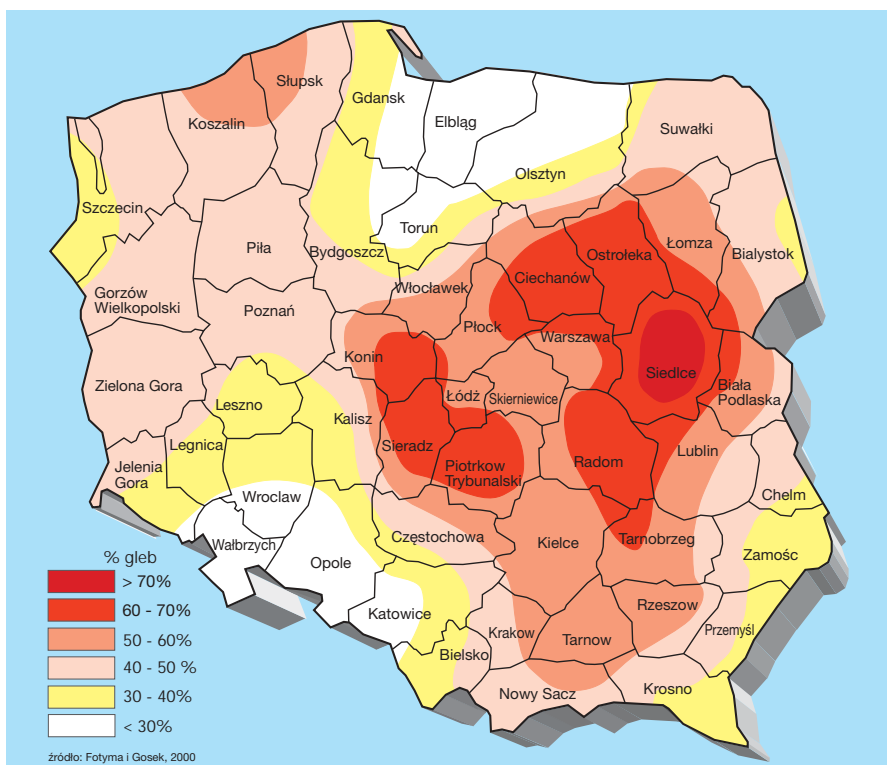 Słupsk
Gdansk
Koszalin
Elbląg
Suwałki
Olsztyn
Szczecin
Torun
Piła
Bydgoszcz
Ostrołeka
Łomza
Bialystok
Ciechanów
Włocławek
Gorzów
Wielkopolski
Poznań
Płock
Warszawa
Konin
Siedlce
Zielona Gora
Leszno
Łódź
Skierniewice
Biała
Podlaska
Kalisz
Legnica
Sieradz
Lublin
Radom
Piotrkow
Trybunalski
Jelenia
Gora
Wroclaw
Chelm
Wałbrzych
Częstochowa
Kielce
Tarnobrzeg
Zamośc
Opole
Katowice
Rzeszow
Krakow
Tarnow
Przemyśl
Bielsko
Nowy Sacz
Krosno
% gleb
> 70%
60 - 70%
50 - 60%
40 - 50 %
30 - 40%
< 30%
źródło: Fotyma i Gosek, 2000